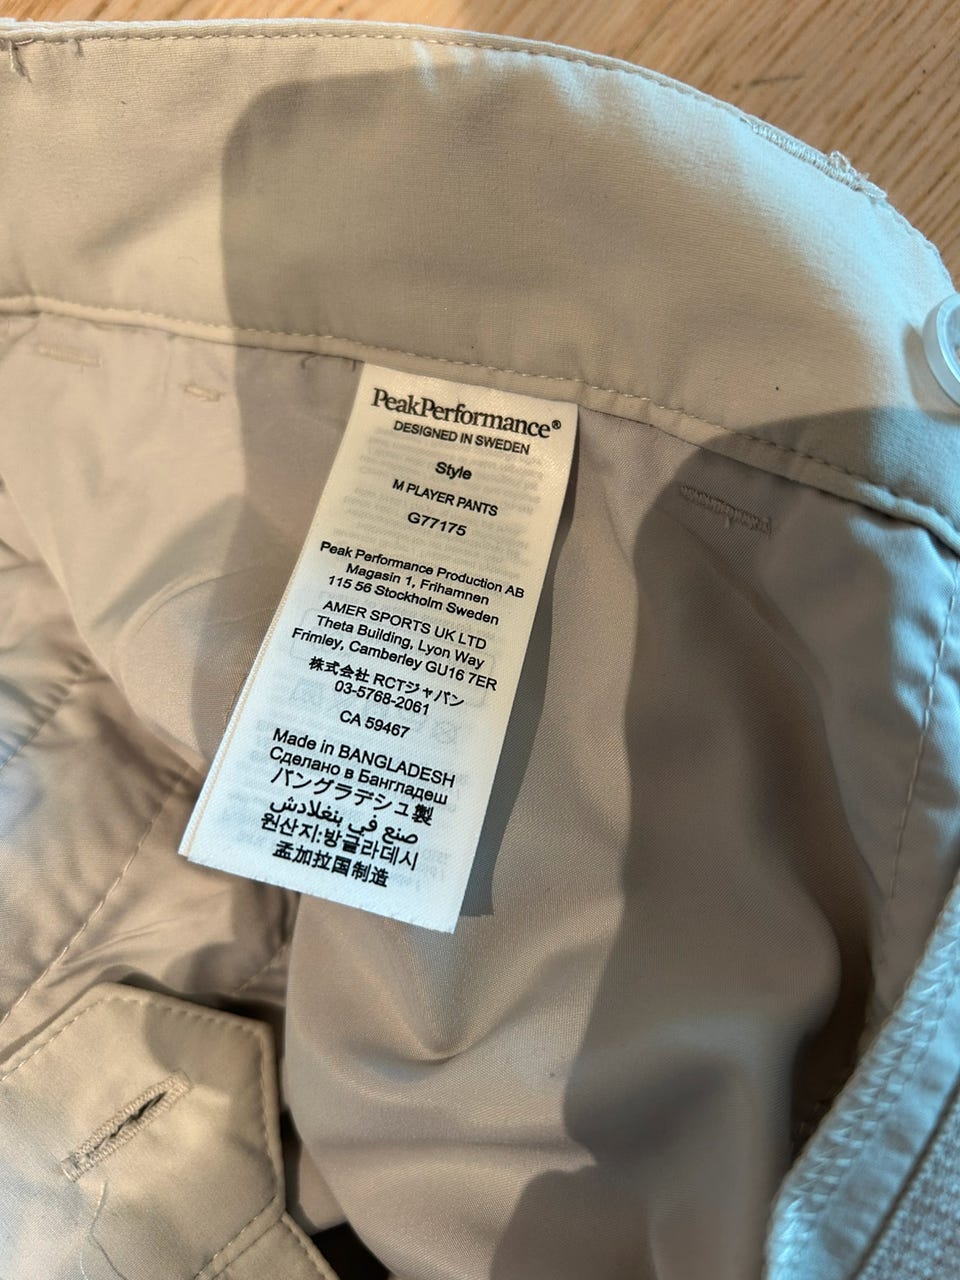 PeakPerformance®
DESIGNED IN SWEDEN
Style
M PLAYER PANTS
G77175
Peak Performance Production AB
Magasin 1, Frihamnen
115 56 Stockholm Sweden
AMER SPORTS UK LTD
Theta Building, Lyon Way
Frimley, Camberley GU16 7ER
株式会社 RCTジャパン
03-5768-2061
CA 59467
Made in BANGLADESH
Сделано в Бангладеш
バングラデシュ製
صنع في بنغلادش
원산지:방글라데시
孟加拉国制造